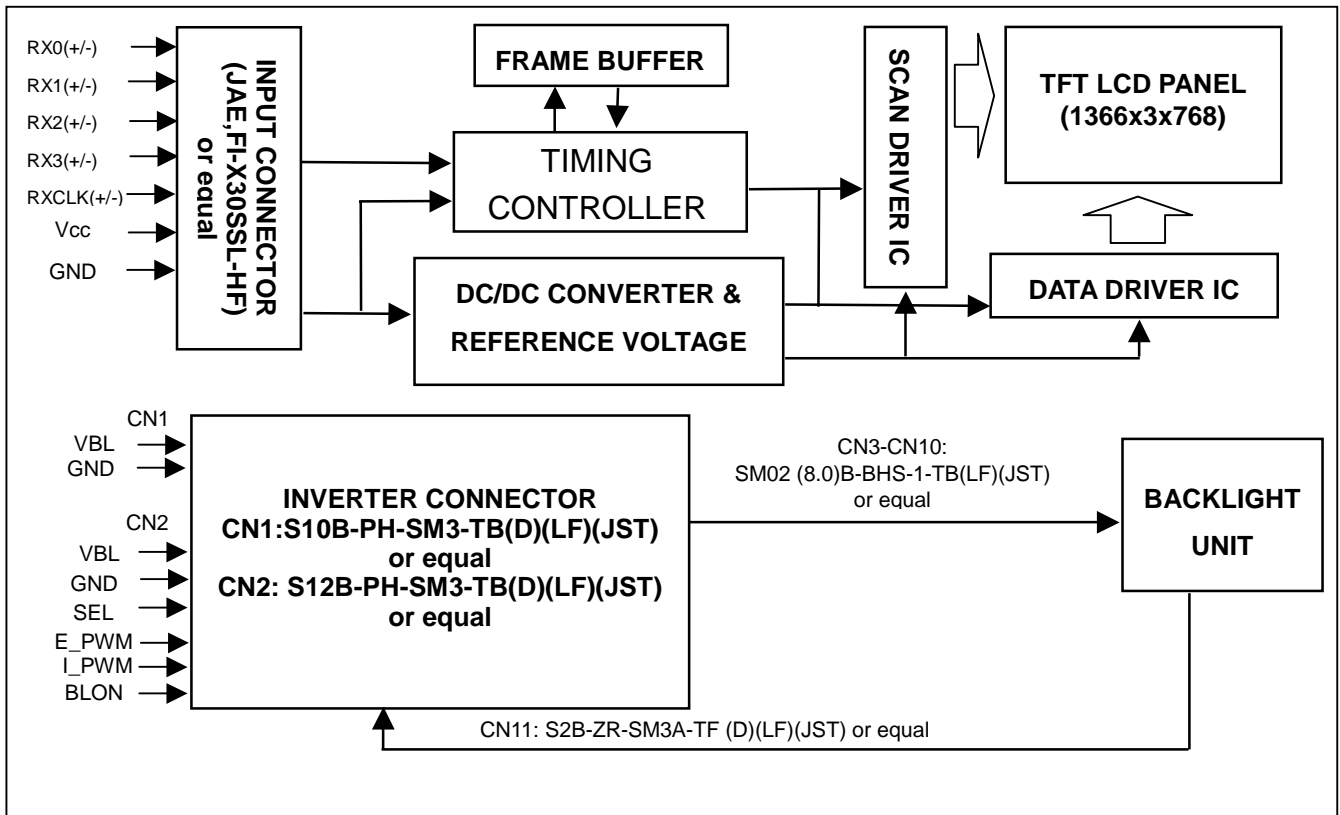 RX0(+/-)
RX1(+/-)
RX2(+/-)
RX3(+/-)
RXCLK(+/-)
Vcc
GND
INPUT CONNECTOR
(JAE,FI-X30SSL-HF)
or equal
FRAME BUFFER
TIMING
CONTROLLER
DC/DC CONVERTER &
REFERENCE VOLTAGE
SCAN DRIVER IC
TFT LCD PANEL
(1366x3x768)
DATA DRIVER IC
CN1
VBL
GND
CN2
VBL
GND
SEL
E_PWM
I_PWM
BLON
INVERTER CONNECTOR
CN1:S10B-PH-SM3-TB(D)(LF)(JST)
or equal
CN2: S12B-PH-SM3-TB(D)(LF)(JST)
or equal
CN3-CN10:
SM02 (8.0)B-BHS-1-TB(LF)(JST)
or equal
BACKLIGHT
UNIT
CN11: S2B-ZR-SM3A-TF (D)(LF)(JST) or equal